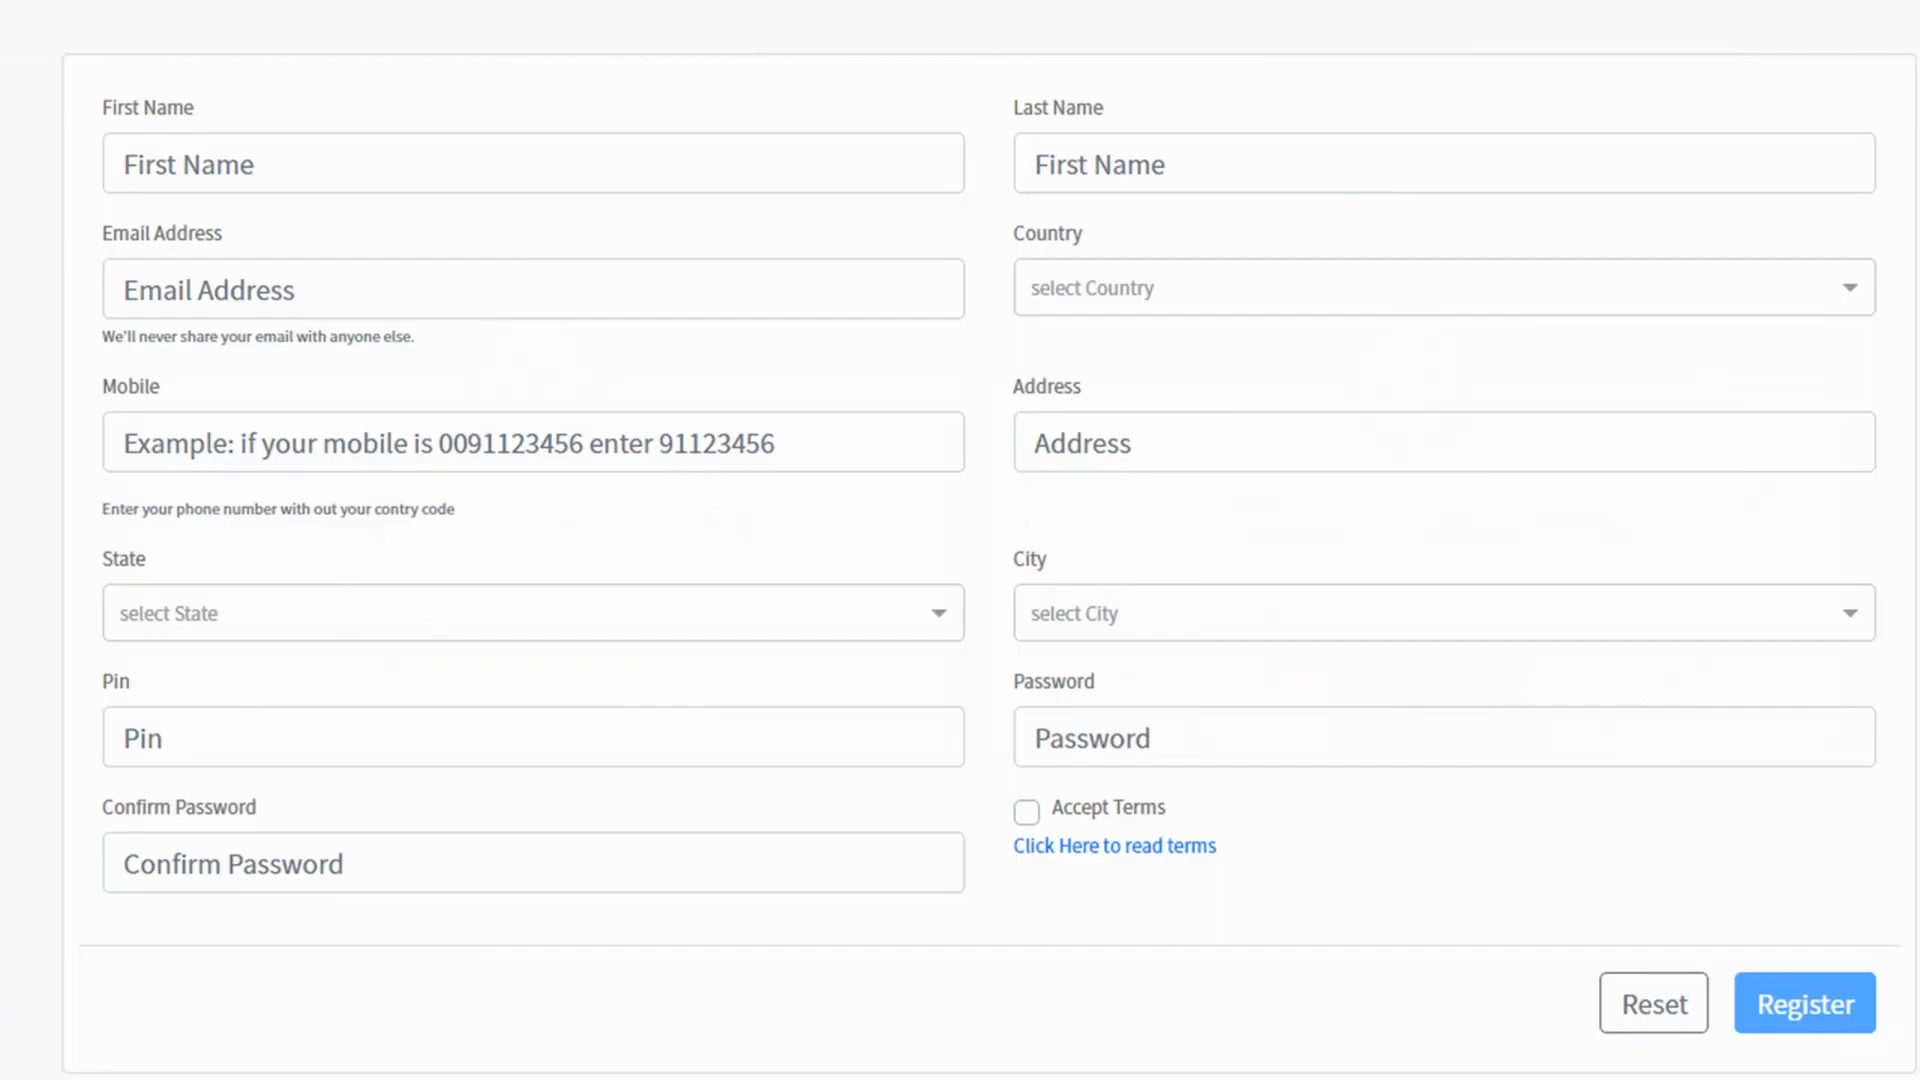 First Name
Last Name
First Name
First Name
Email Address
Country
Email Address
select Country
We'll never share your email with anyone else.
Mobile
Address
Example: if your mobile is 0091123456 enter 91123456
Address
Enter your phone number with out your contry code
State
City
select State
select City
Pin
Password
Pin
Password
Confirm Password
Accept Terms
Click Here to read terms
Confirm Password
Reset
Register